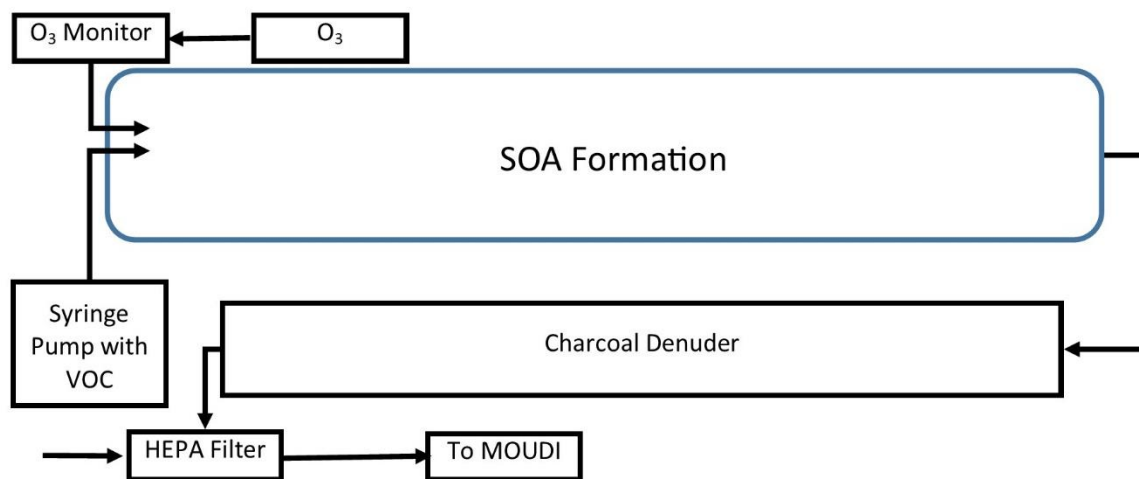 O₃ Monitor
O₃
SOA Formation
Syringe
Pump with
VOC
Charcoal Denuder
HEPA Filter
To MOUDI